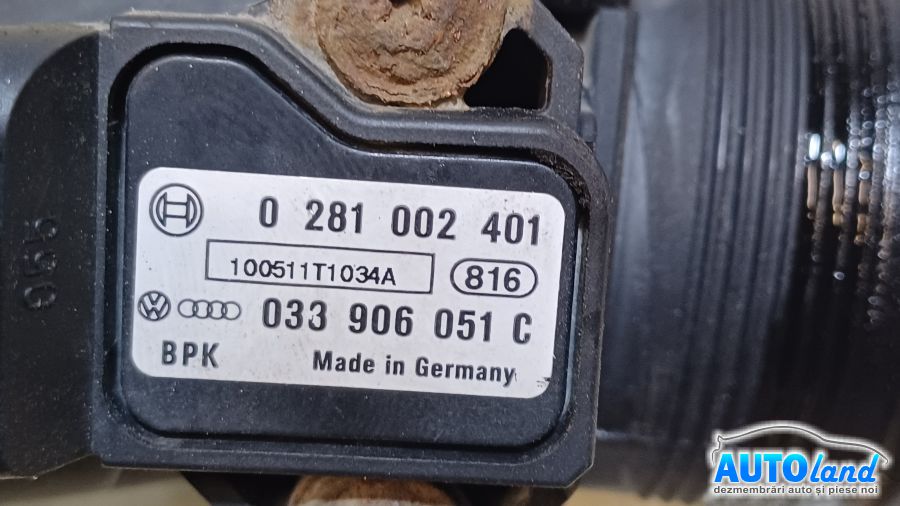 0 281 002 401
100511T1034A 816
033 906 051 C
BPK Made in Germany
AUTOland
dezmembrări auto și piese noi